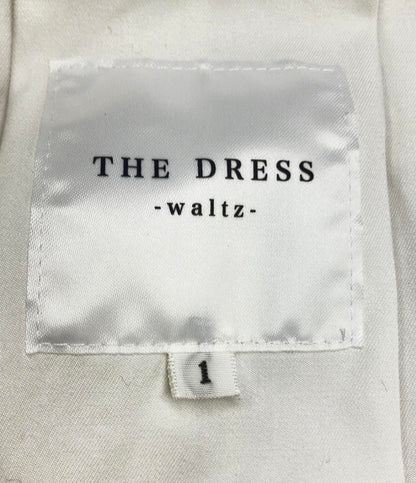 THE DRESS
-waltz-
1